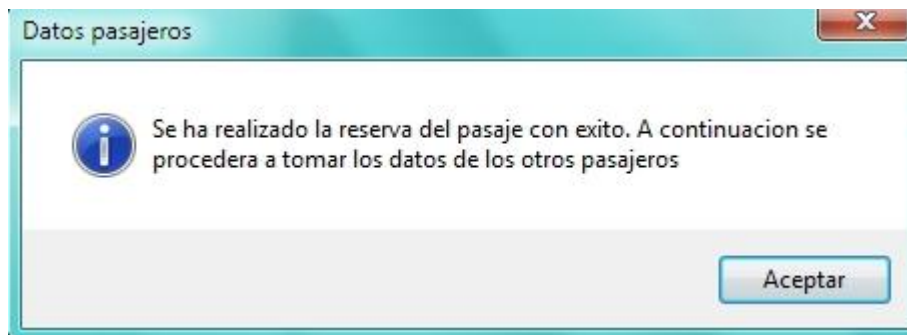 Datos pasajeros
Se ha realizado la reserva del pasaje con exito. A continuacion se
procedera a tomar los datos de los otros pasajeros
Aceptar